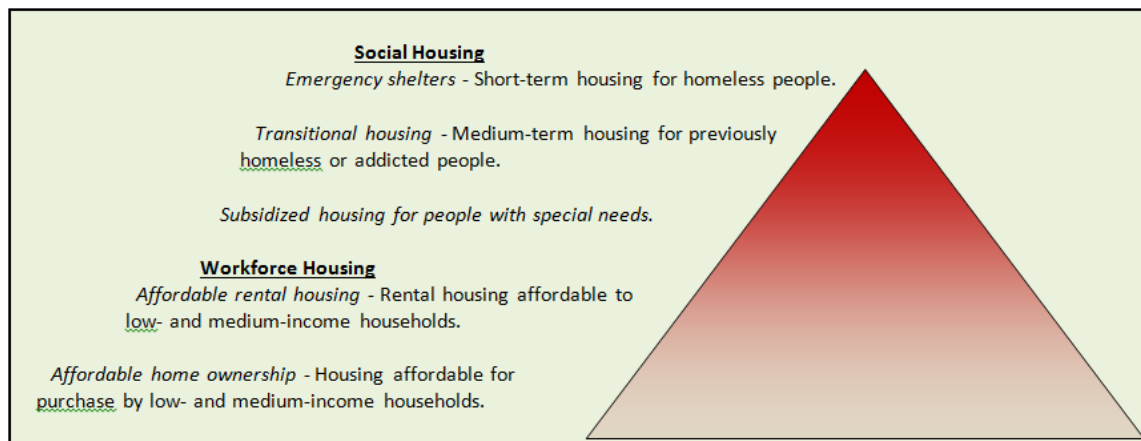 Social Housing
Emergency shelters - Short-term housing for homeless people.
Transitional housing - Medium-term housing for previously
homeless or addicted people.
Subsidized housing for people with special needs.
Workforce Housing
Affordable rental housing - Rental housing affordable to
low- and medium-income households.
Affordable home ownership - Housing affordable for
purchase by low- and medium-income households.